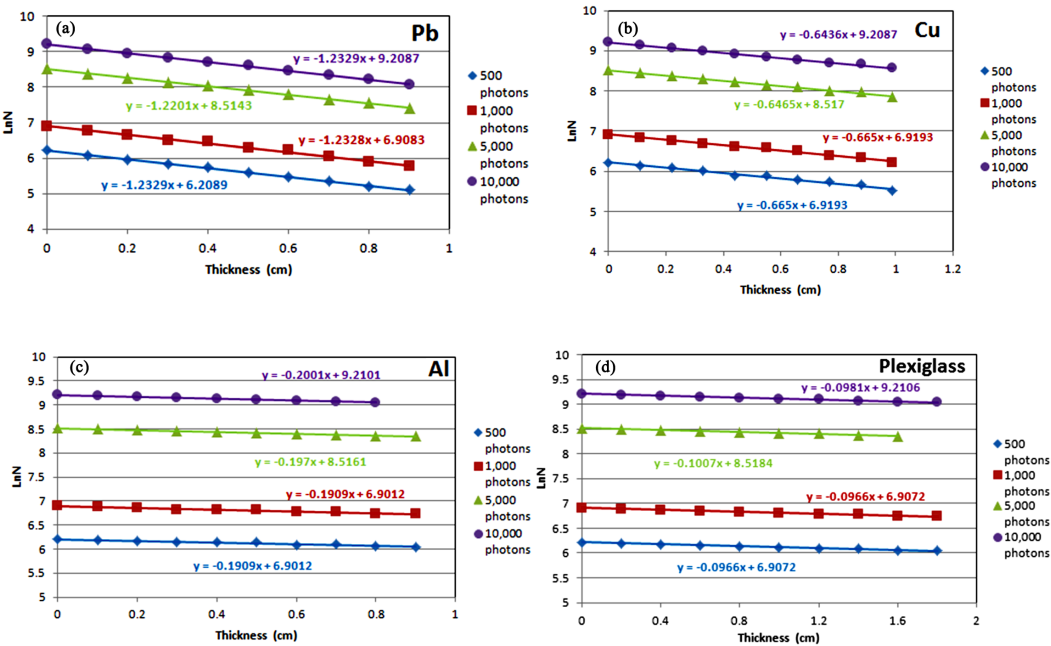 (a)
Pb
LnN
10
9
8
7
6
5
4
y = -1.2329x + 9.2087
y = -1.2201x + 8.5143
y = -1.2328x + 6.9083
y = -1.2329x + 6.2089
0 0.2 0.4 0.6 0.8 1
Thickness (cm)
500
photons
1,000
photons
5,000
photons
10,000
photons
(b)
Cu
LnN
10
9
8
7
6
5
4
y = -0.6436x + 9.2087
y = -0.6465x + 8.517
y = -0.665x + 6.9193
y = -0.665x + 6.9193
0 0.2 0.4 0.6 0.8 1 1.2
Thickness (cm)
500
photons
1,000
photons
5,000
photons
10,000
photons
(c)
Al
LnN
10
9.5
9
8.5
8
7.5
7
6.5
6
5.5
5
y = -0.2001x + 9.2101
y = -0.197x + 8.5161
y = -0.1909x + 6.9012
y = -0.1909x + 6.9012
0 0.2 0.4 0.6 0.8 1
Thickness (cm)
500
photons
1,000
photons
5,000
photons
10,000
photons
(d)
Plexiglass
LnN
10
9.5
9
8.5
8
7.5
7
6.5
6
5.5
5
y = -0.0981x + 9.2106
y = -0.1007x + 8.5184
y = -0.0966x + 6.9072
y = -0.0966x + 6.9072
0 0.4 0.8 1.2 1.6 2
Thickness (cm)
500
photons
1,000
photons
5,000
photons
10,000
photons